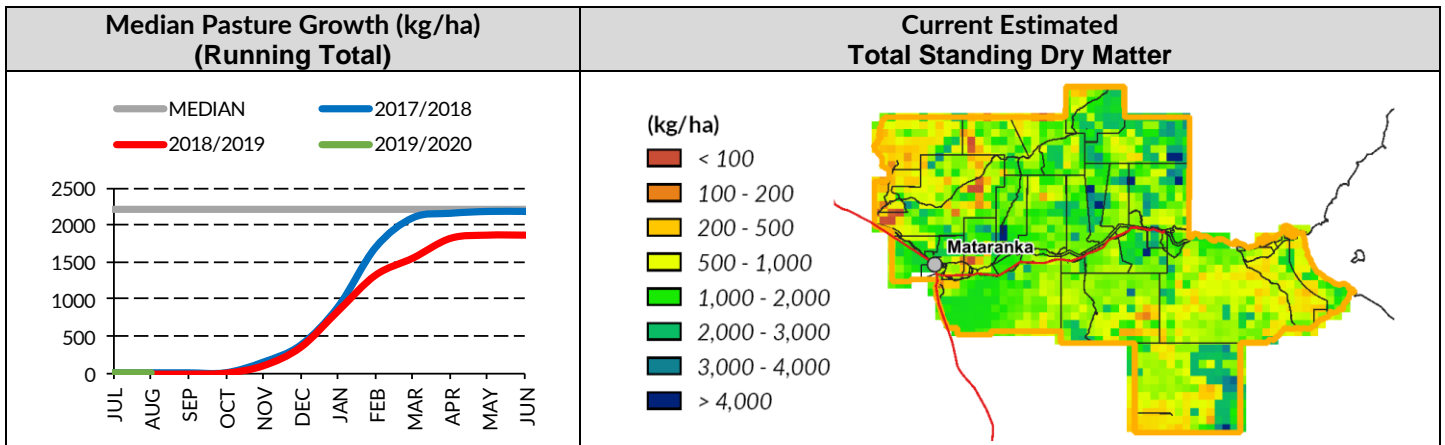 Median Pasture Growth (kg/ha)
(Running Total)
Current Estimated
Total Standing Dry Matter
MEDIAN
2017/2018
2018/2019
2019/2020
2500
2000
1500
1000
500
0
JUL
AUG
SEP
OCT
NOV
DEC
JAN
FEB
MAR
APR
MAY
JUN
(kg/ha)
< 100
100 - 200
200 - 500
500 - 1,000
1,000 - 2,000
2,000 - 3,000
3,000 - 4,000
> 4,000
Mataranka